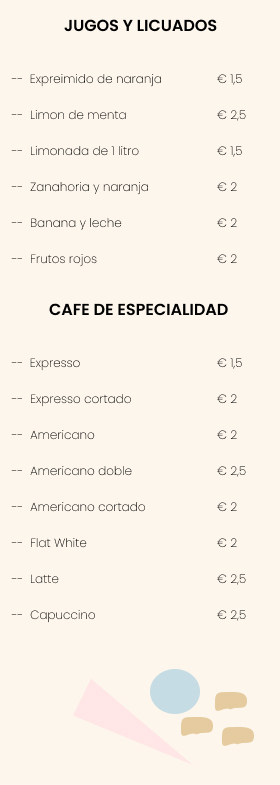 JUGOS Y LICUADOS
-- Expreimido de naranja € 1,5
-- Limon de menta € 2,5
-- Limonada de 1 litro € 1,5
-- Zanahoria y naranja € 2
-- Banana y leche € 2
-- Frutos rojos € 2
CAFE DE ESPECIALIDAD
-- Expresso € 1,5
-- Expresso cortado € 2
-- Americano € 2
-- Americano doble € 2,5
-- Americano cortado € 2
-- Flat White € 2
-- Latte € 2,5
-- Capuccino € 2,5